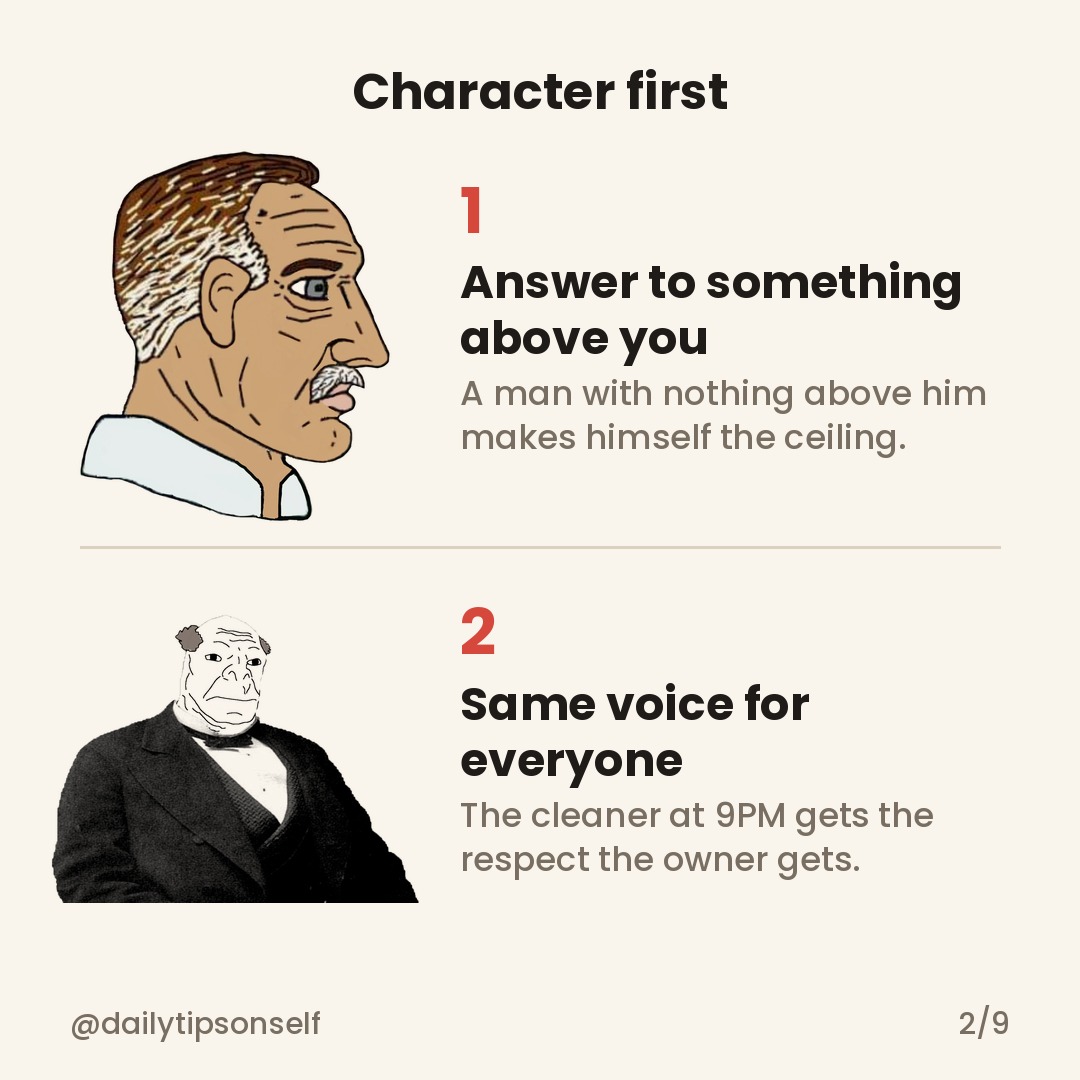 Character first
1
Answer to something
above you
A man with nothing above him
makes himself the ceiling.
2
Same voice for
everyone
The cleaner at 9PM gets the
respect the owner gets.
@dailytipsonself
2/9